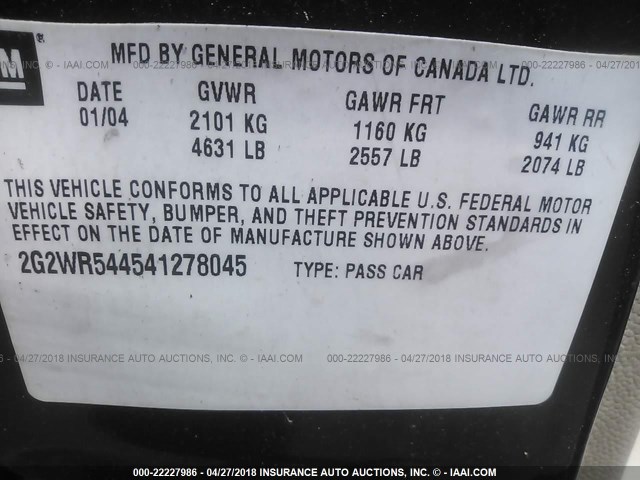 GM
MFD BY GENERAL MOTORS OF CANADA LTD.
DATE GVWR GAWR FRT GAWR RR
01/04 2101 KG 1160 KG 941 KG
4631 LB 2557 LB 2074 LB
THIS VEHICLE CONFORMS TO ALL APPLICABLE U.S. FEDERAL MOTOR
VEHICLE SAFETY, BUMPER, AND THEFT PREVENTION STANDARDS IN
EFFECT ON THE DATE OF MANUFACTURE SHOWN ABOVE.
2G2WR544541278045 TYPE: PASS CAR
000-22227986 - 04/27/2018 INSURANCE AUTO AUCTIONS, INC. © - IAAI.COM